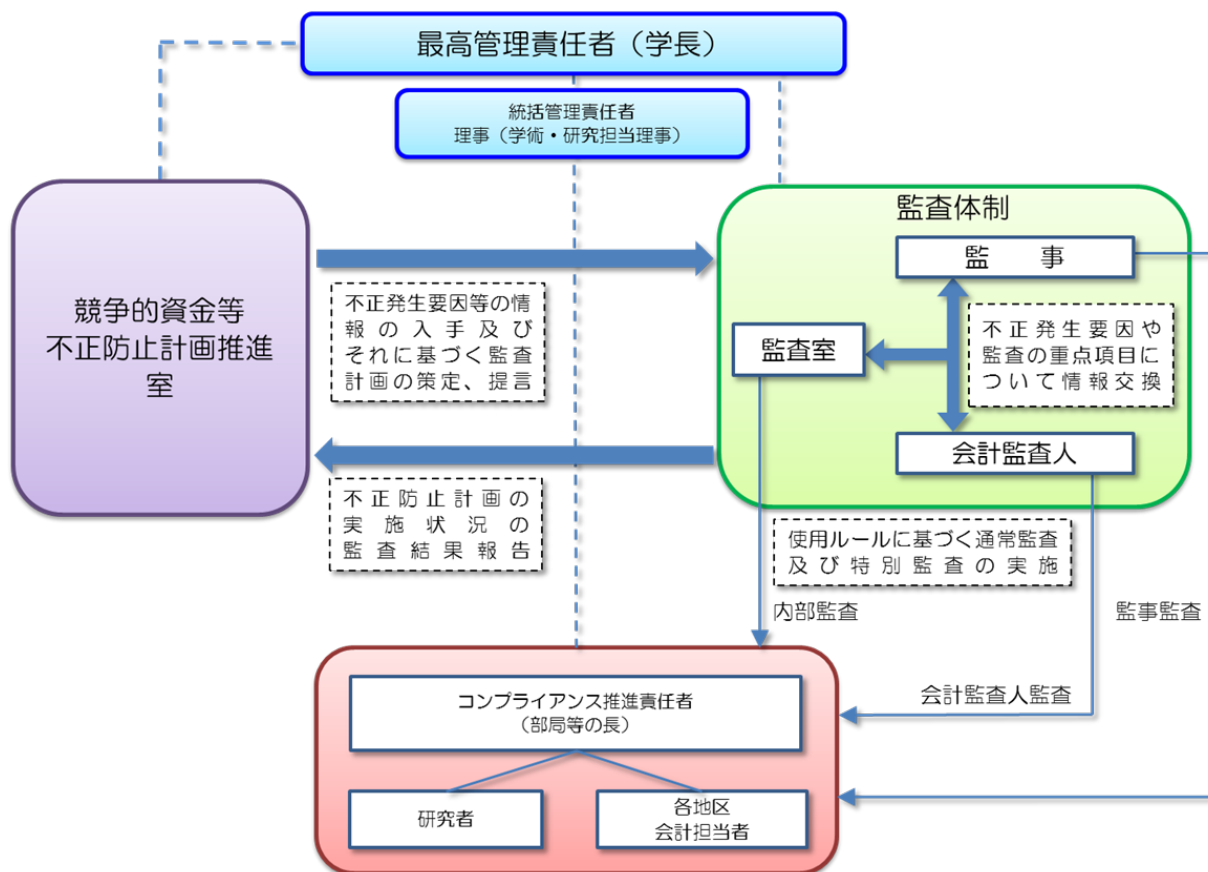 最高管理責任者（学長）
統括管理責任者
理事（学術・研究担当理事）
競争的資金等
不正防止計画推進
室
不正発生要因等の情
報の入手及び
それに基づく監査
計画の策定、提言
不正防止計画の
実施状況の
監査結果報告
監査体制
監　　事
監査室
不正発生要因や
監査の重点項目に
ついて情報交換
会計監査人
使用ルールに基づく通常監査
及び特別監査の実施
内部監査
監事監査
会計監査人監査
コンプライアンス推進責任者
（部局等の長）
研究者
各地区
会計担当者